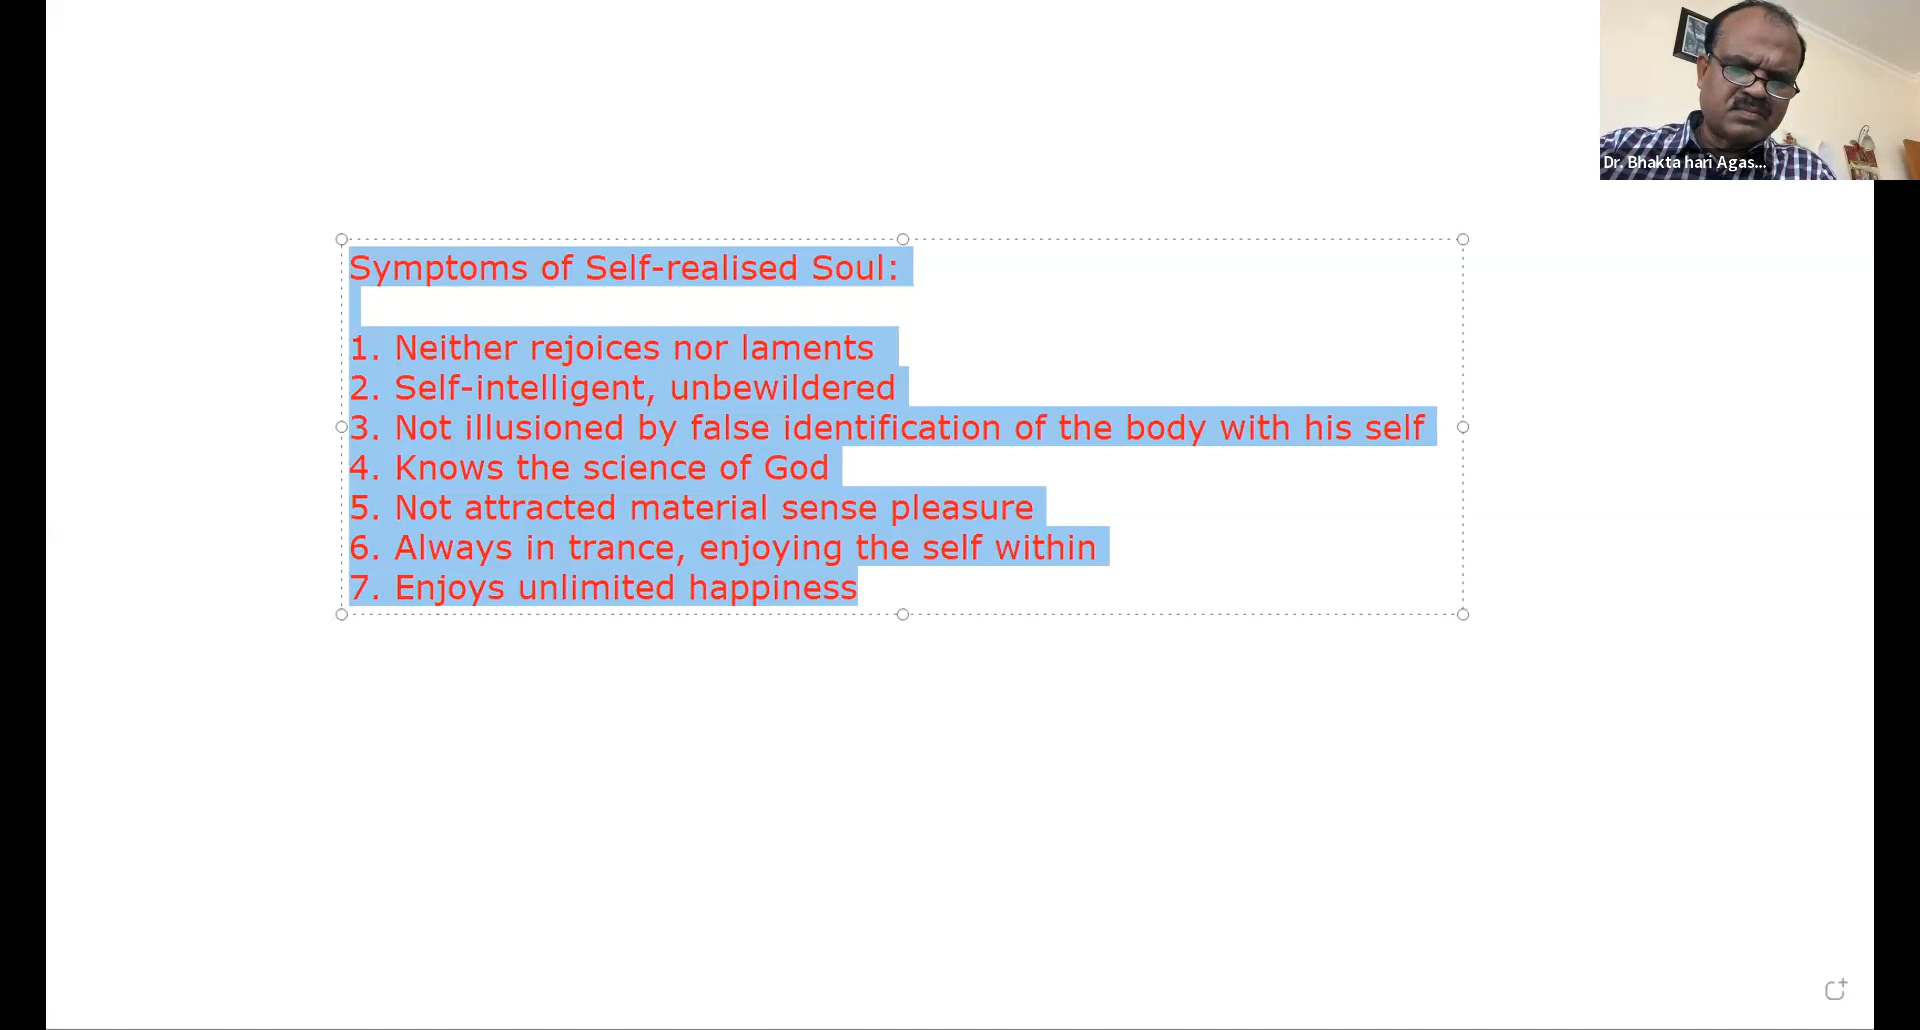 Dr. Bhakta hari Agas...
Symptoms of Self-realised Soul:
1. Neither rejoices nor laments
2. Self-intelligent, unbewildered
3. Not illusioned by false identification of the body with his self
4. Knows the science of God
5. Not attracted material sense pleasure
6. Always in trance, enjoying the self within
7. Enjoys unlimited happiness